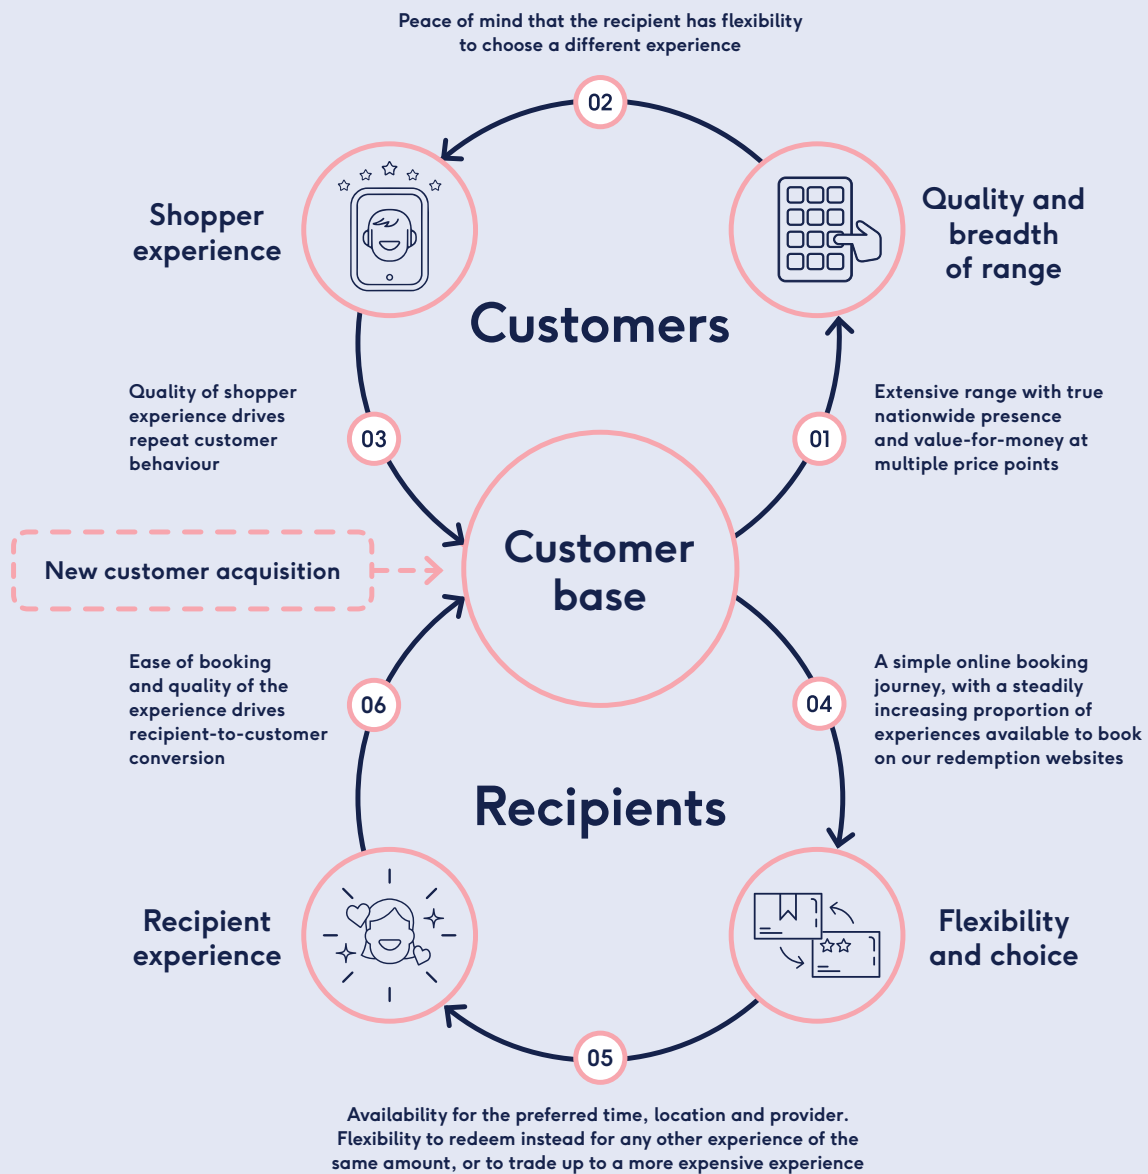 Peace of mind that the recipient has flexibility
to choose a different experience
02
Shopper
experience
Quality and
breadth
of range
Customers
Quality of shopper
experience drives
repeat customer
behaviour
03
01
Extensive range with true
nationwide presence
and value-for-money at
multiple price points
New customer acquisition
Customer
base
Ease of booking
and quality of the
experience drives
recipient-to-customer
conversion
06
04
A simple online booking
journey, with a steadily
increasing proportion of
experiences available to book
on our redemption websites
Recipients
Recipient
experience
Flexibility
and choice
05
Availability for the preferred time, location and provider.
Flexibility to redeem instead for any other experience of the
same amount, or to trade up to a more expensive experience